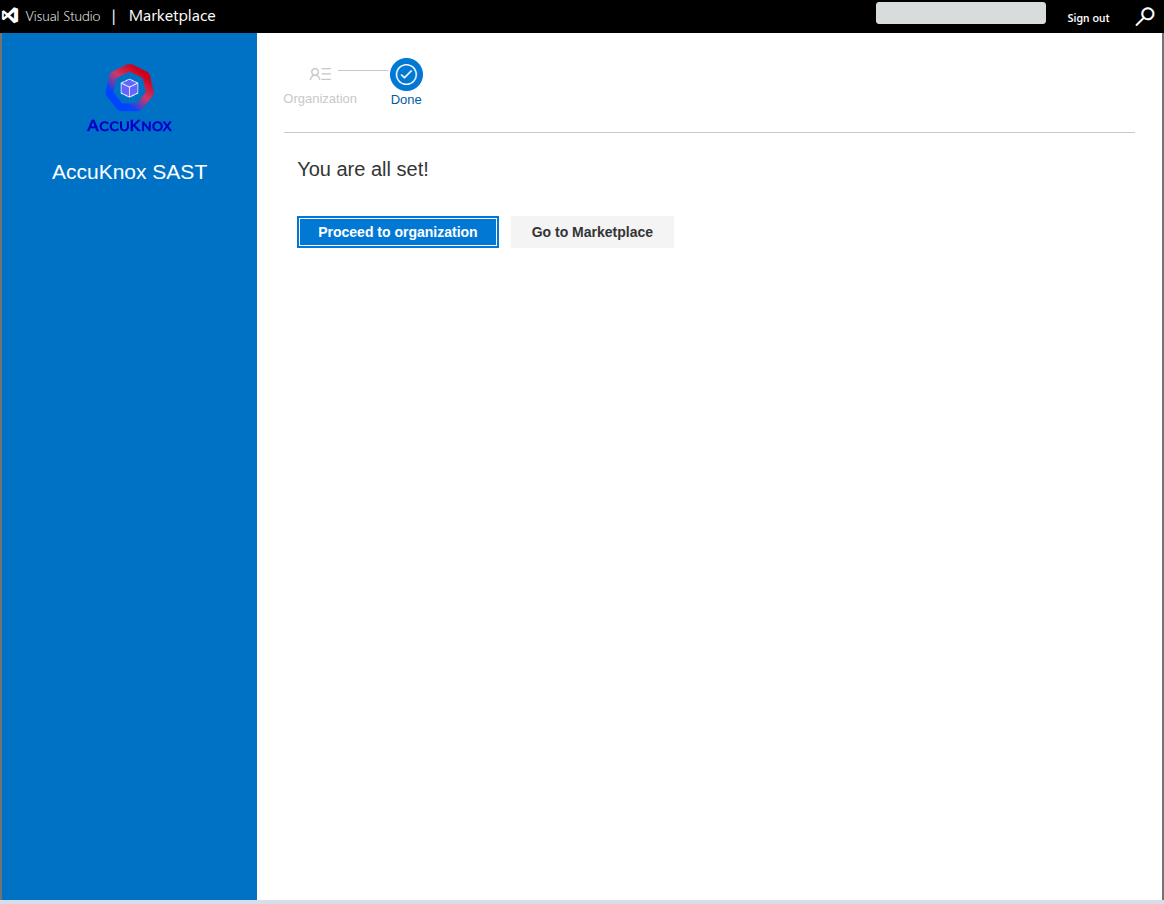 Visual Studio | Marketplace
Sign out
ACCUKNOX
AccuKnox SAST
Organization
Done
You are all set!
Proceed to organization
Go to Marketplace